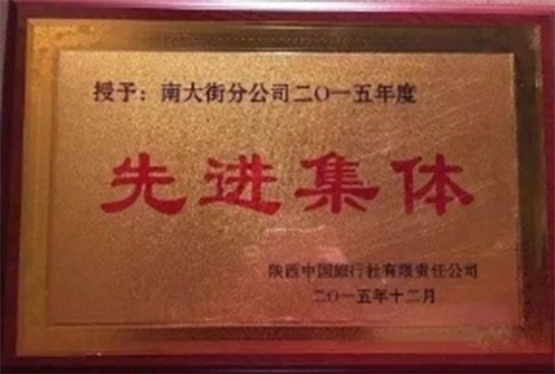 授予：南大街分公司二〇一五年度
先进集体
陕西中国旅行社有限责任公司
二〇一五年十二月